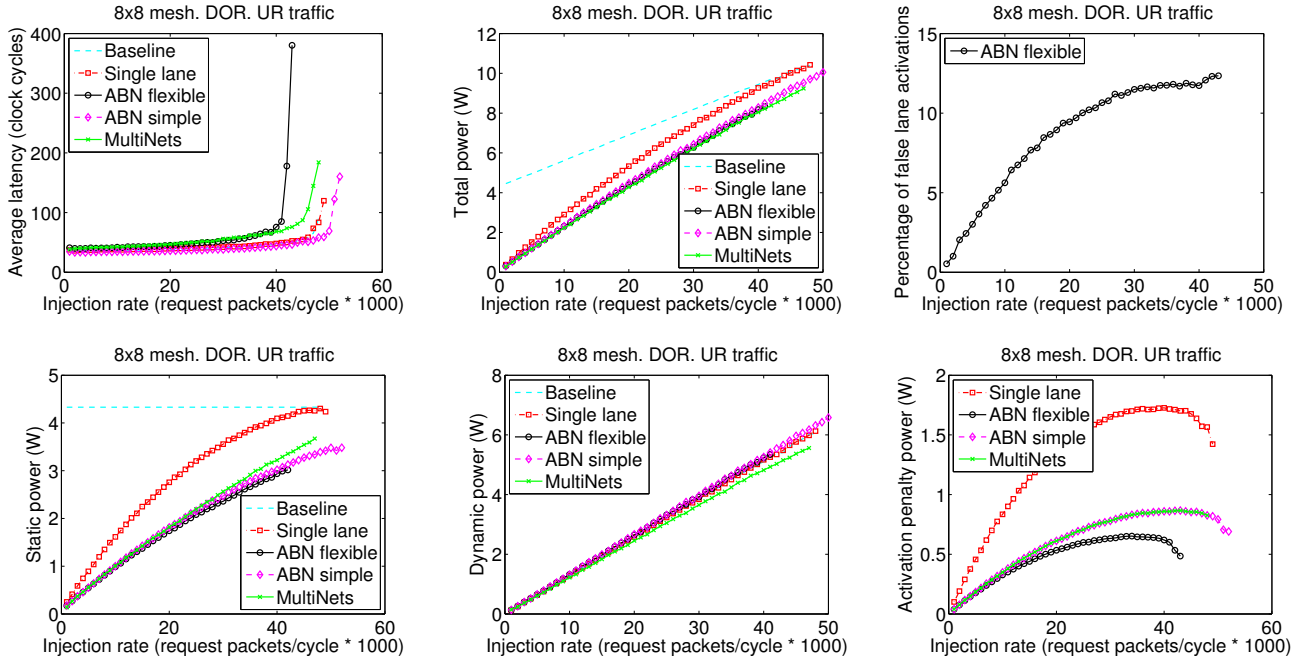 8x8 mesh. DOR. UR traffic
400
300
200
100
0
0
20
40
60
Average latency (clock cycles)
Injection rate (request packets/cycle * 1000)
Baseline
Single lane
ABN flexible
ABN simple
MultiNets
8x8 mesh. DOR. UR traffic
12
10
8
6
4
2
0
0
10
20
30
40
50
Total power (W)
Injection rate (request packets/cycle * 1000)
Baseline
Single lane
ABN flexible
ABN simple
MultiNets
8x8 mesh. DOR. UR traffic
15
10
5
0
0
10
20
30
40
50
Percentage of false lane activations
Injection rate (request packets/cycle * 1000)
ABN flexible
8x8 mesh. DOR. UR traffic
5
4
3
2
1
0
0
20
40
60
Static power (W)
Injection rate (request packets/cycle * 1000)
Baseline
Single lane
ABN flexible
ABN simple
MultiNets
8x8 mesh. DOR. UR traffic
8
6
4
2
0
0
10
20
30
40
50
Dynamic power (W)
Injection rate (request packets/cycle * 1000)
Baseline
Single lane
ABN flexible
ABN simple
MultiNets
8x8 mesh. DOR. UR traffic
2
1.5
1
0.5
0
0
20
40
60
Activation penalty power (W)
Injection rate (request packets/cycle * 1000)
Single lane
ABN flexible
ABN simple
MultiNets